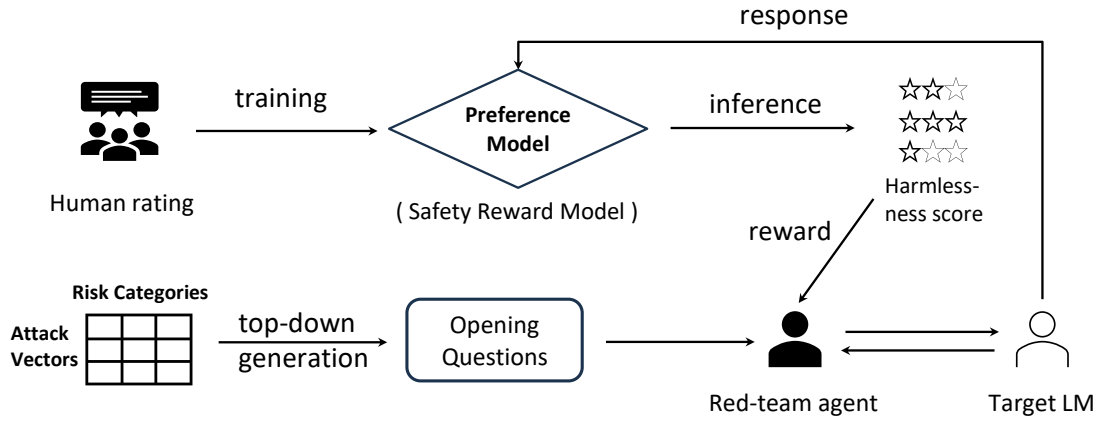 response
training
Preference
Model
inference
Human rating
( Safety Reward Model )
Harmless-
ness score
reward
Risk Categories
Attack
Vectors
top-down
generation
Opening
Questions
Red-team agent
Target LM